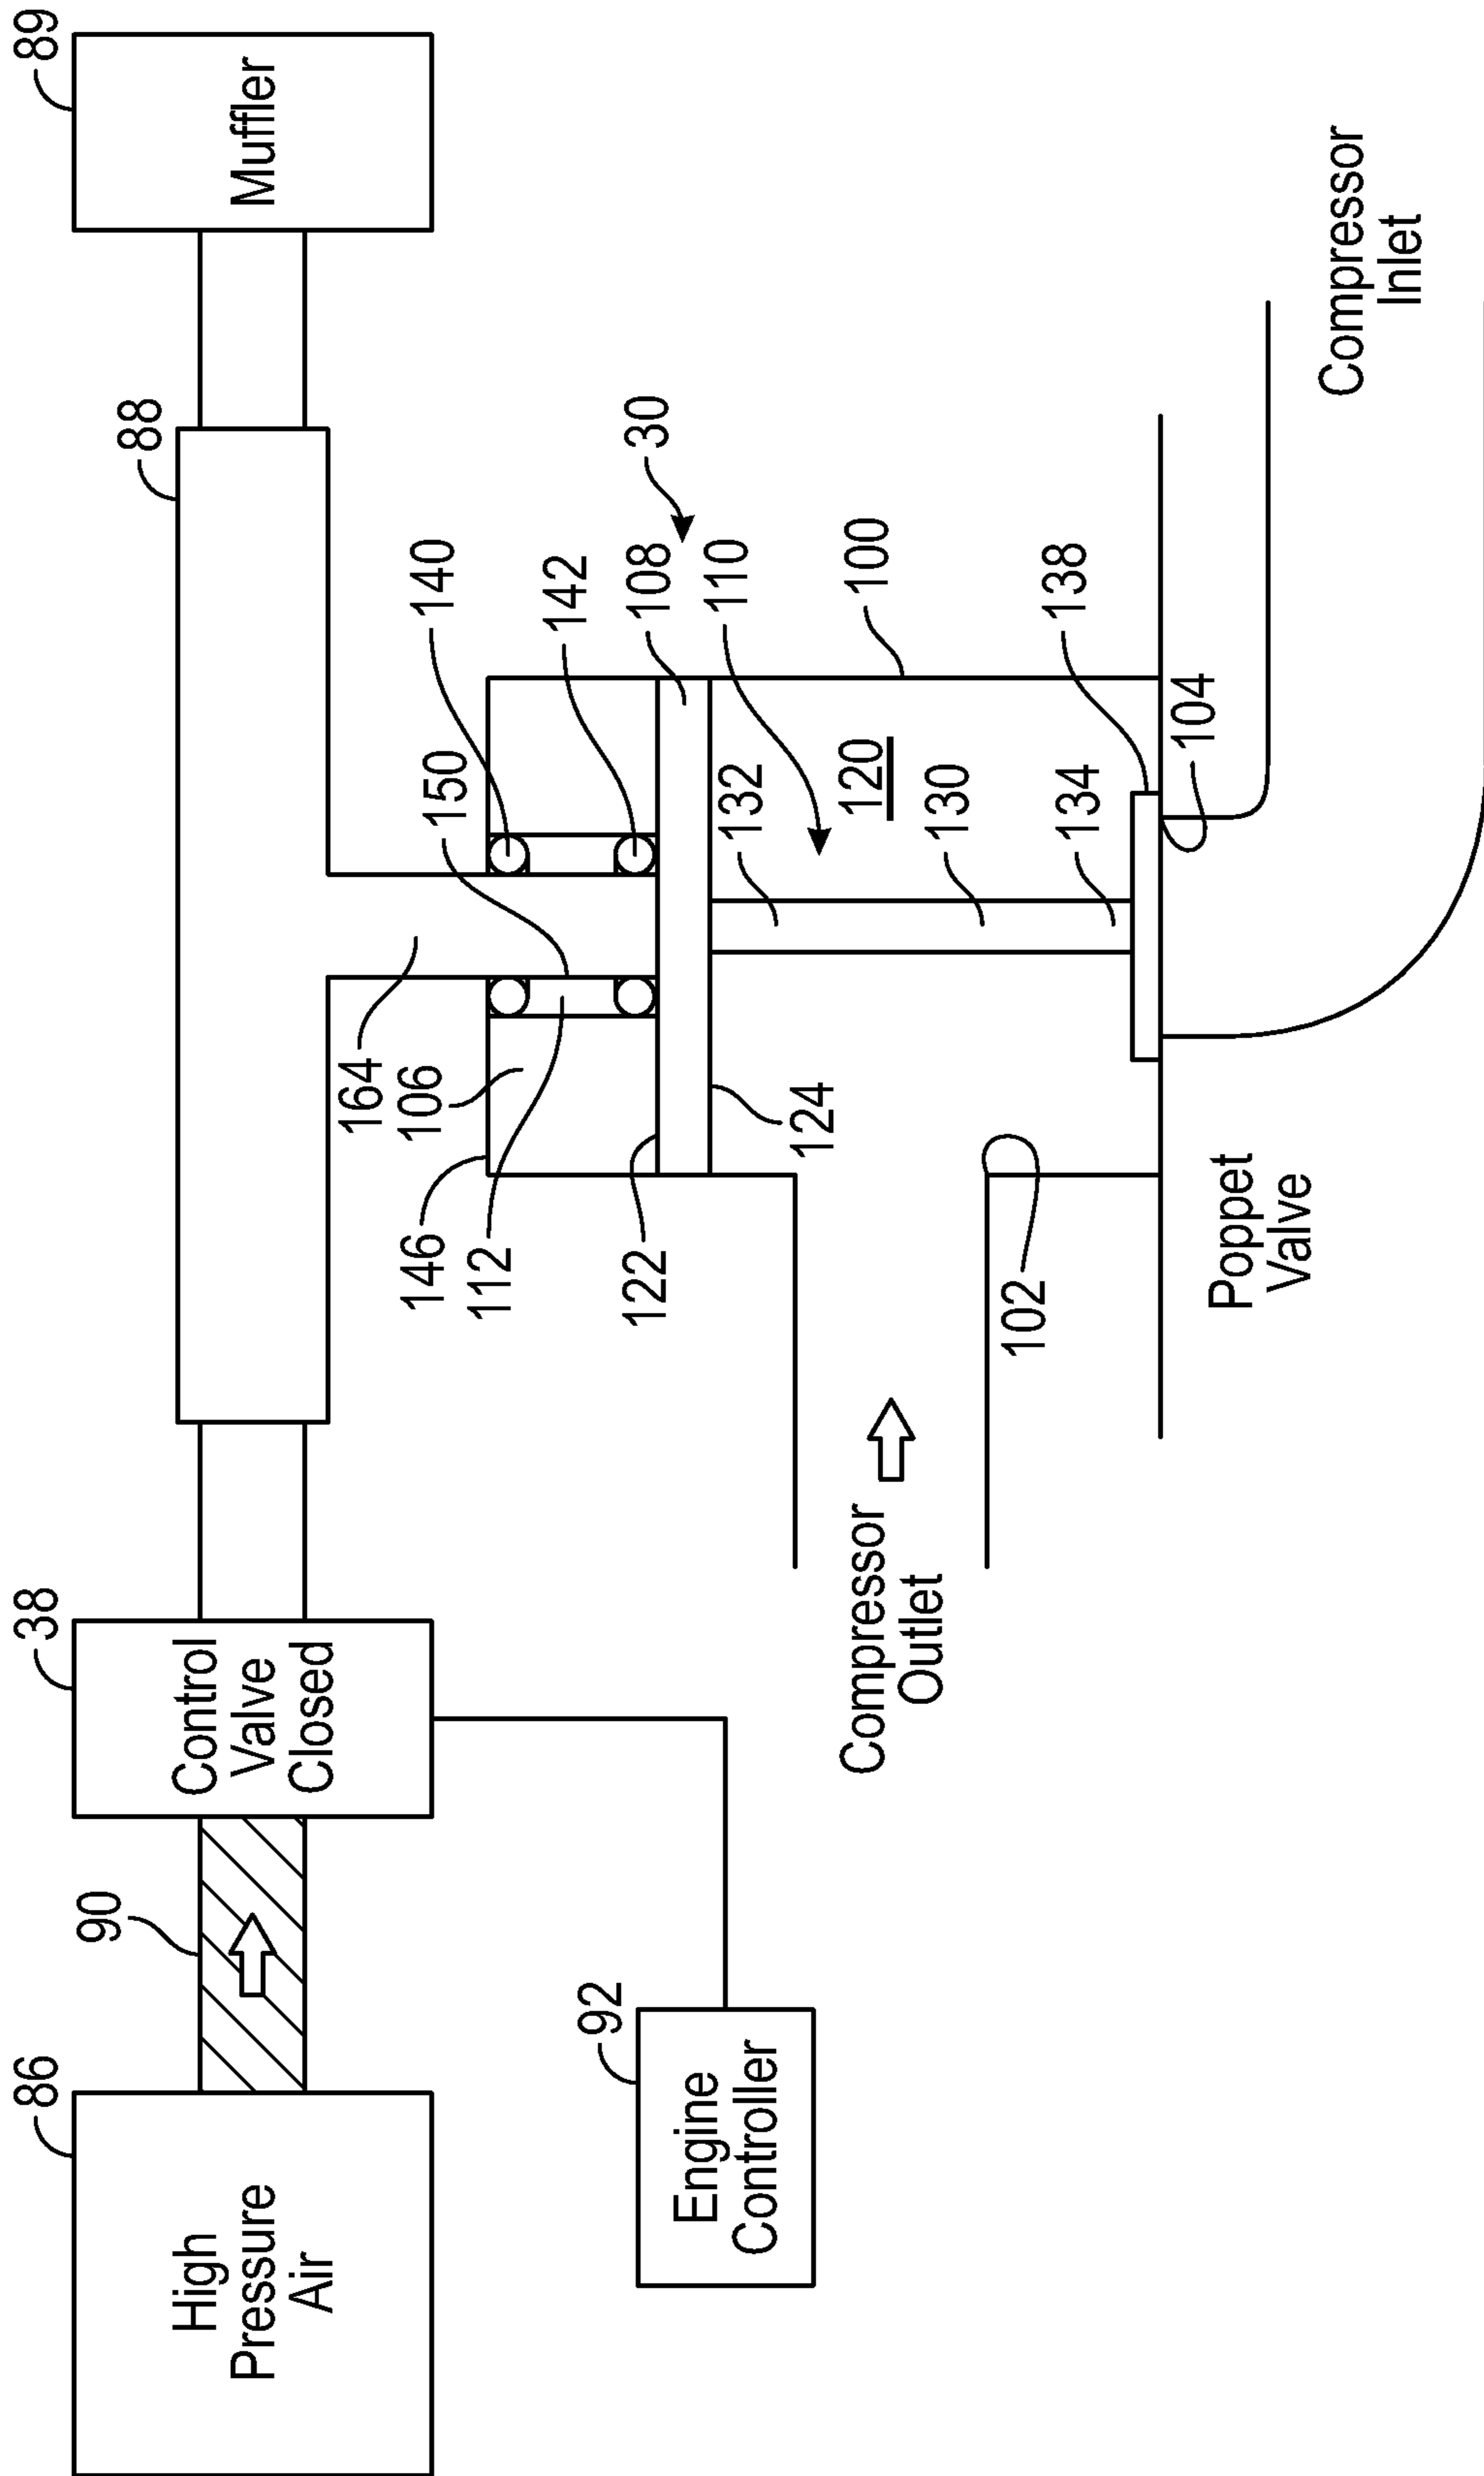 86
High
Pressure
Air
90
38
Control
Valve
Closed
88
89
Muffler
92
Engine
Controller
164
106
146
112
122
150
140
142
108
30
110
100
138
104
120
132
130
134
124
102
Compressor
Outlet
Poppet
Valve
Compressor
Inlet